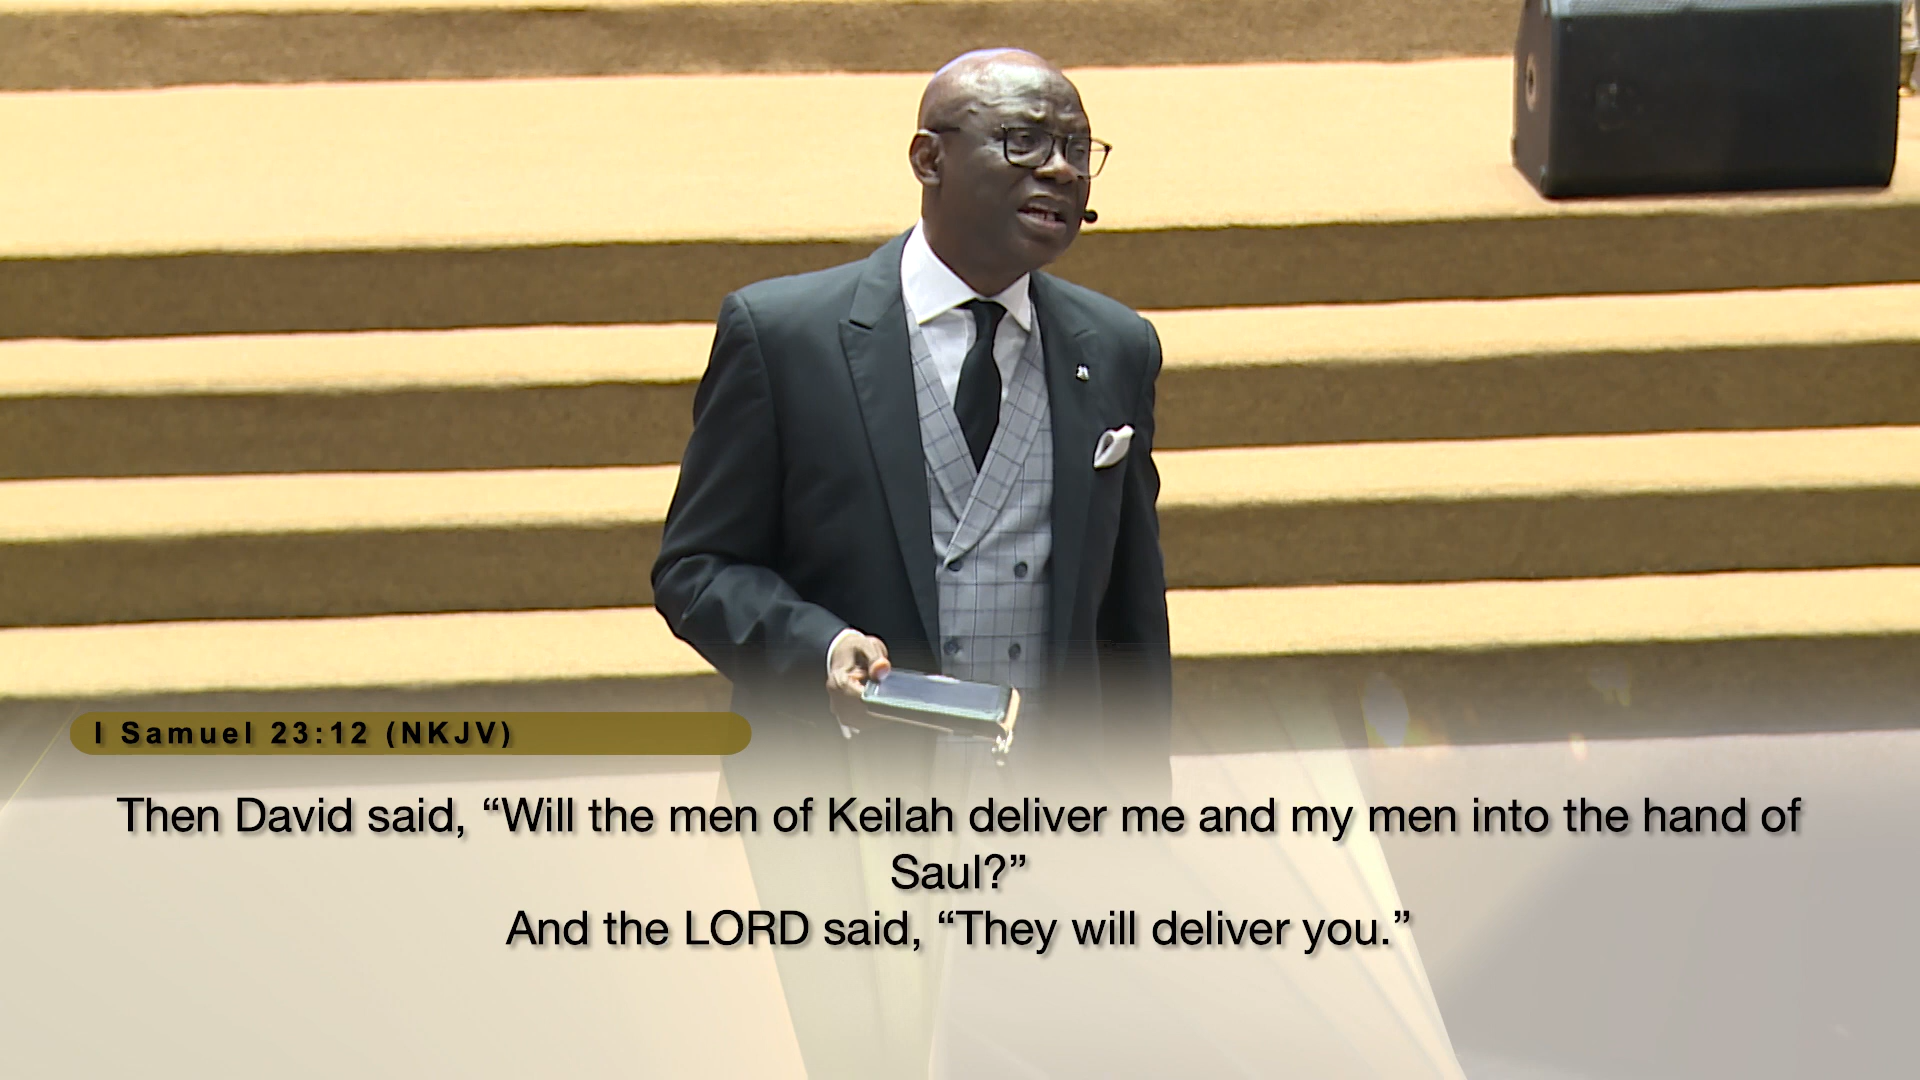 I Samuel 23:12 (NKJV)
Then David said, “Will the men of Keilah deliver me and my men into the hand of
Saul?”
And the LORD said, “They will deliver you.”